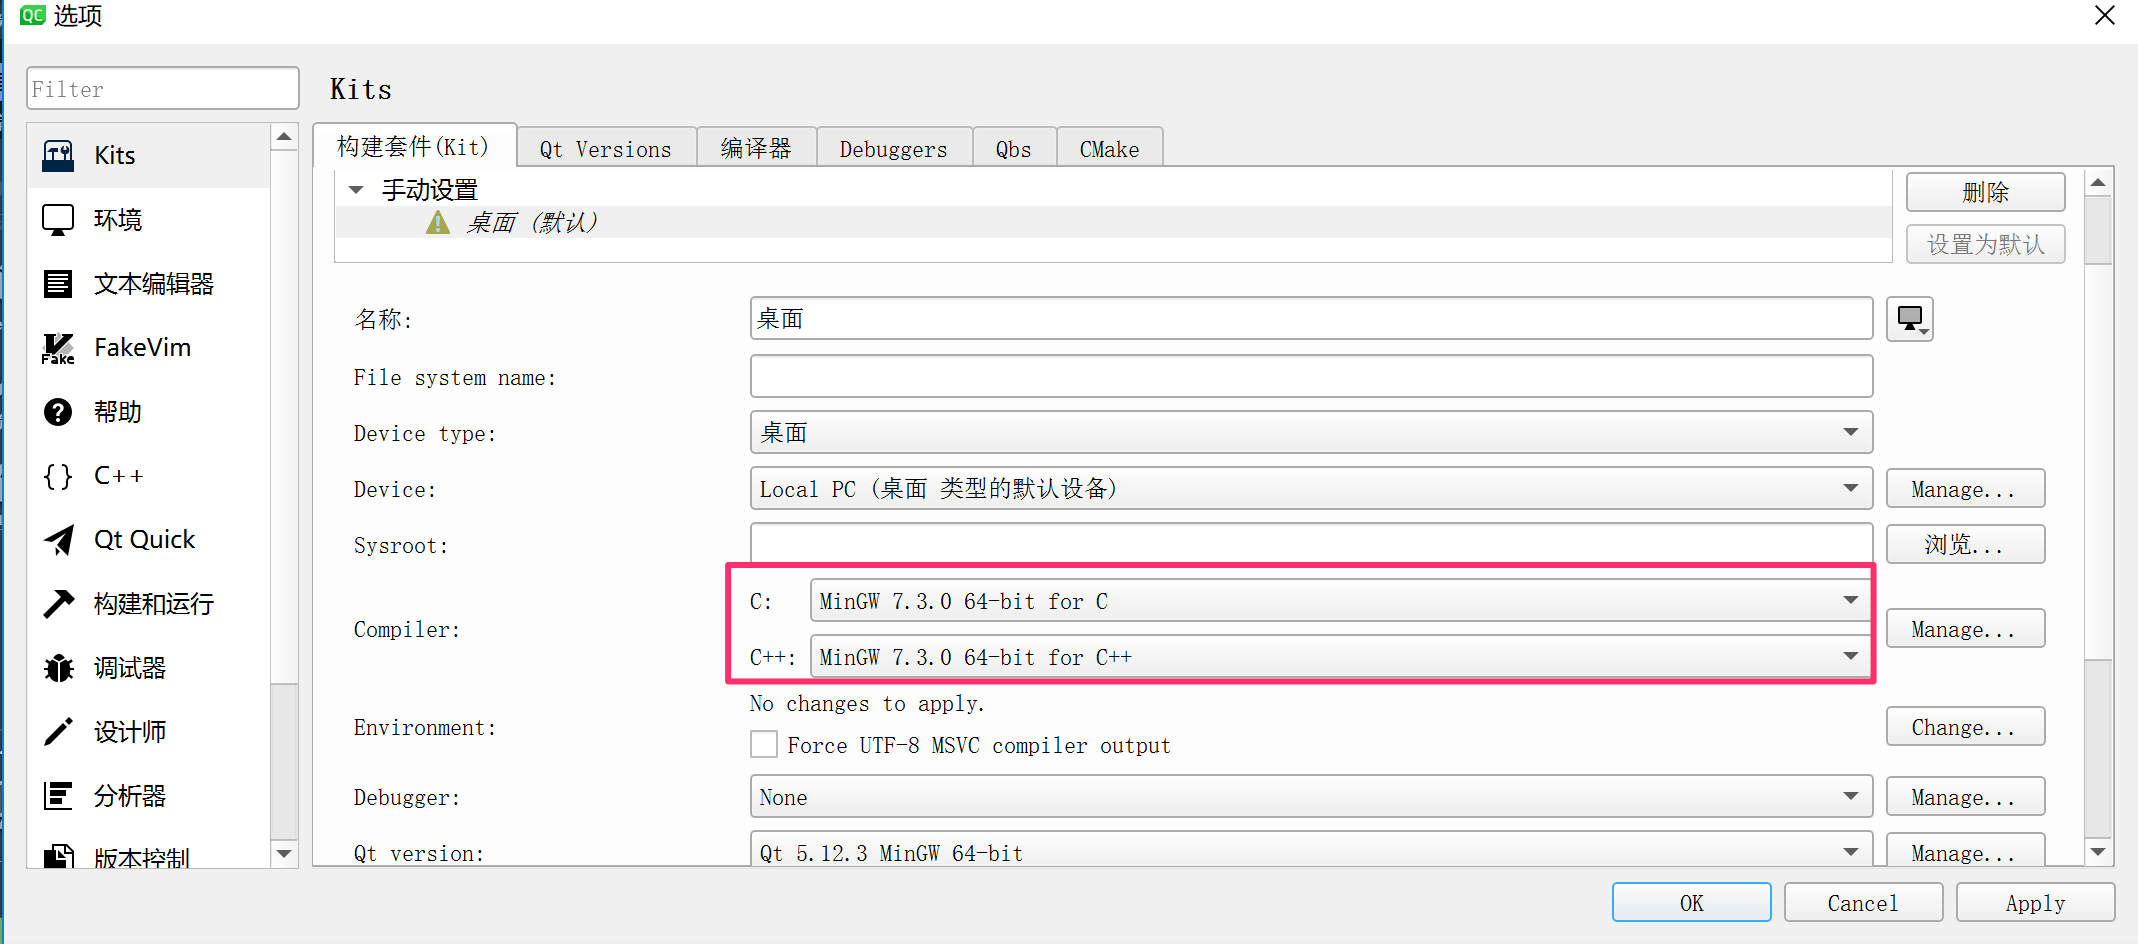 QC 选项
Filter
Kits
环境
文本编辑器
Fake
FakeVim
帮助
{} C++
Qt Quick
构建和运行
调试器
设计师
分析器
版本控制
Kits
构建套件(Kit) Qt Versions 编译器 Debuggers Qbs CMake
手动设置
桌面 (默认)
删除
设置为默认
名称: 桌面
File system name:
Device type: 桌面
Device: Local PC (桌面 类型的默认设备) Manage...
Sysroot: 浏览...
Compiler:
C: MinGW 7.3.0 64-bit for C
C++: MinGW 7.3.0 64-bit for C++
Manage...
Environment:
No changes to apply.
Force UTF-8 MSVC compiler output
Change...
Debugger: None Manage...
Qt version: Qt 5.12.3 MinGW 64-bit Manage...
OK Cancel Apply